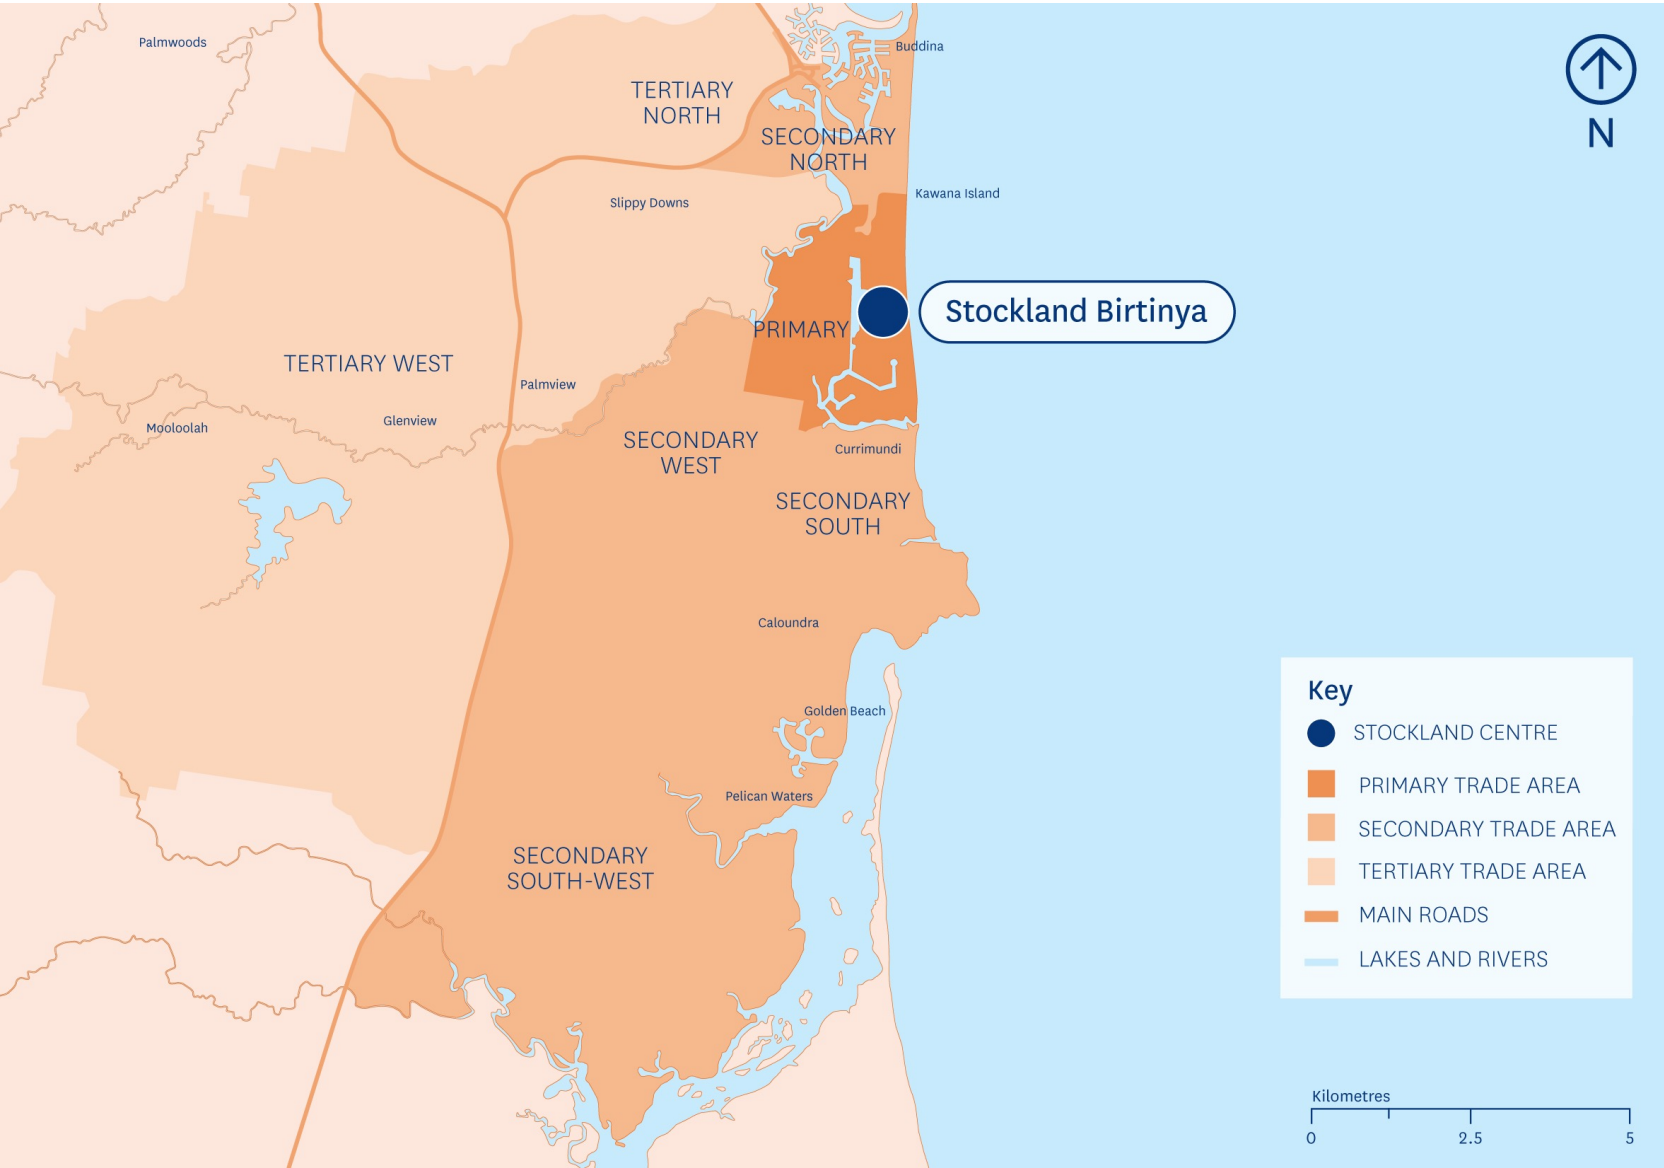 Palmwoods
Buddina
TERTIARY
NORTH
N
SECONDARY
NORTH
Kawana Island
Slippy Downs
Stockland Birtinya
PRIMARY
TERTIARY WEST
Palmview
Glenview
Mooloolah
SECONDARY
WEST
Currimundi
SECONDARY
SOUTH
Caloundra
Golden Beach
Pelican Waters
SECONDARY
SOUTH-WEST
Key
STOCKLAND CENTRE
PRIMARY TRADE AREA
SECONDARY TRADE AREA
TERTIARY TRADE AREA
MAIN ROADS
LAKES AND RIVERS
Kilometres
0 2.5 5